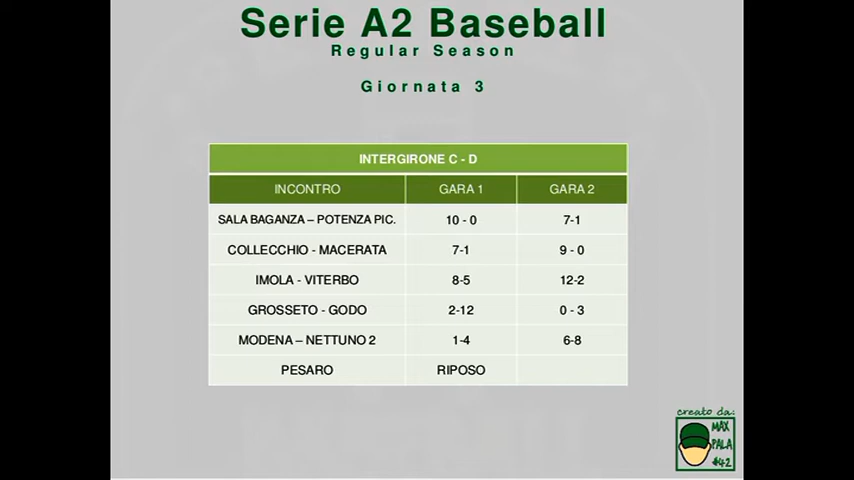 Serie A2 Baseball
Regular Season
Giornata 3
INTERGIRONE C - D
INCONTRO GARA 1 GARA 2
SALA BAGANZA – POTENZA PIC. 10 - 0 7-1
COLLECCHIO - MACERATA 7-1 9 - 0
IMOLA - VITERBO 8-5 12-2
GROSSETO - GODO 2-12 0 - 3
MODENA – NETTUNO 2 1-4 6-8
PESARO RIPOSO
creato da:
MAX
PALA
#42